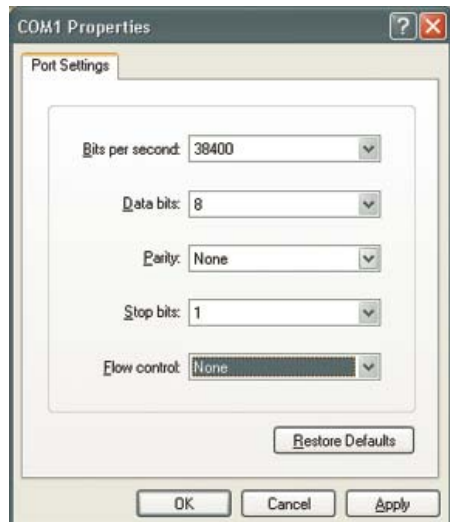 COM1 Properties
Port Settings
Bits per second: 38400
Data bits: 8
Parity: None
Stop bits: 1
Flow control: None
Restore Defaults
OK Cancel Apply